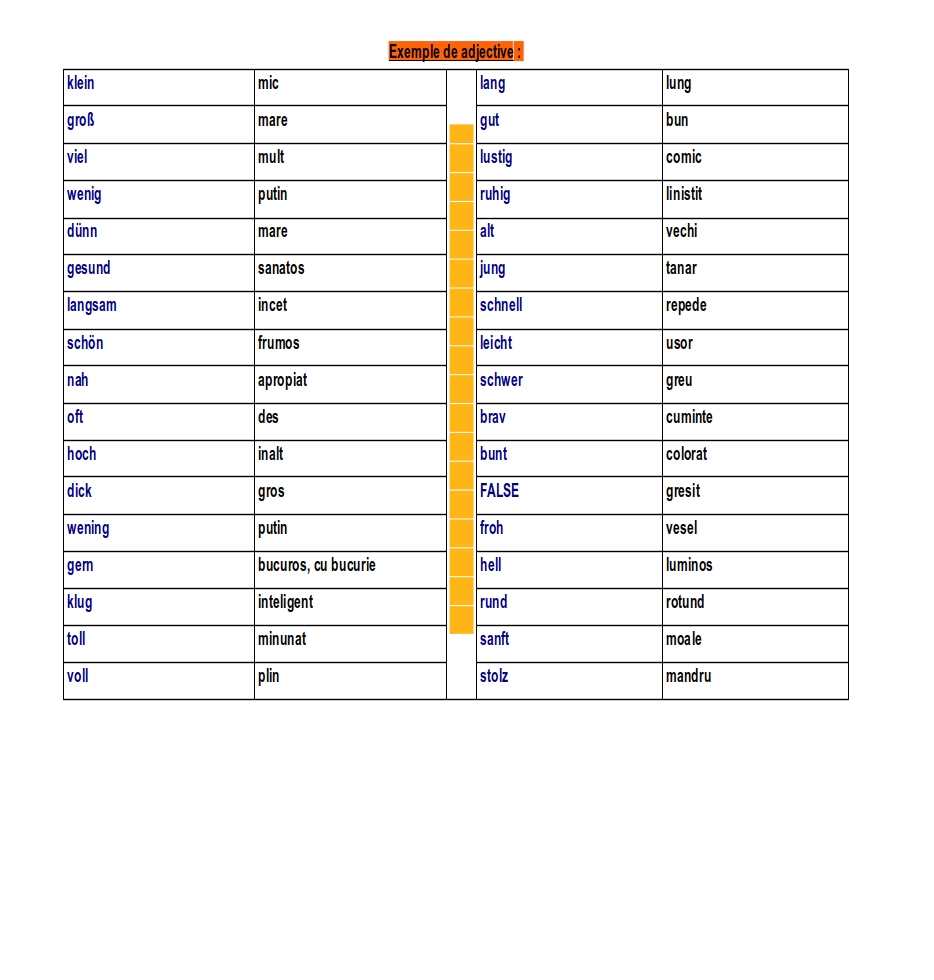 Exemple de adjective :
klein mic lang lung
groß mare gut bun
viel mult lustig comic
wenig putin ruhig linistit
dünn mare alt vechi
gesund sanatos jung tanar
langsam incet schnell repede
schön frumos leicht usor
nah apropiat schwer greu
oft des brav cuminte
hoch inalt bunt colorat
dick gros FALSE gresit
wening putin froh vesel
gern bucuros, cu bucurie hell luminos
klug inteligent rund rotund
toll minunat sanft moale
voll plin stolz mandru